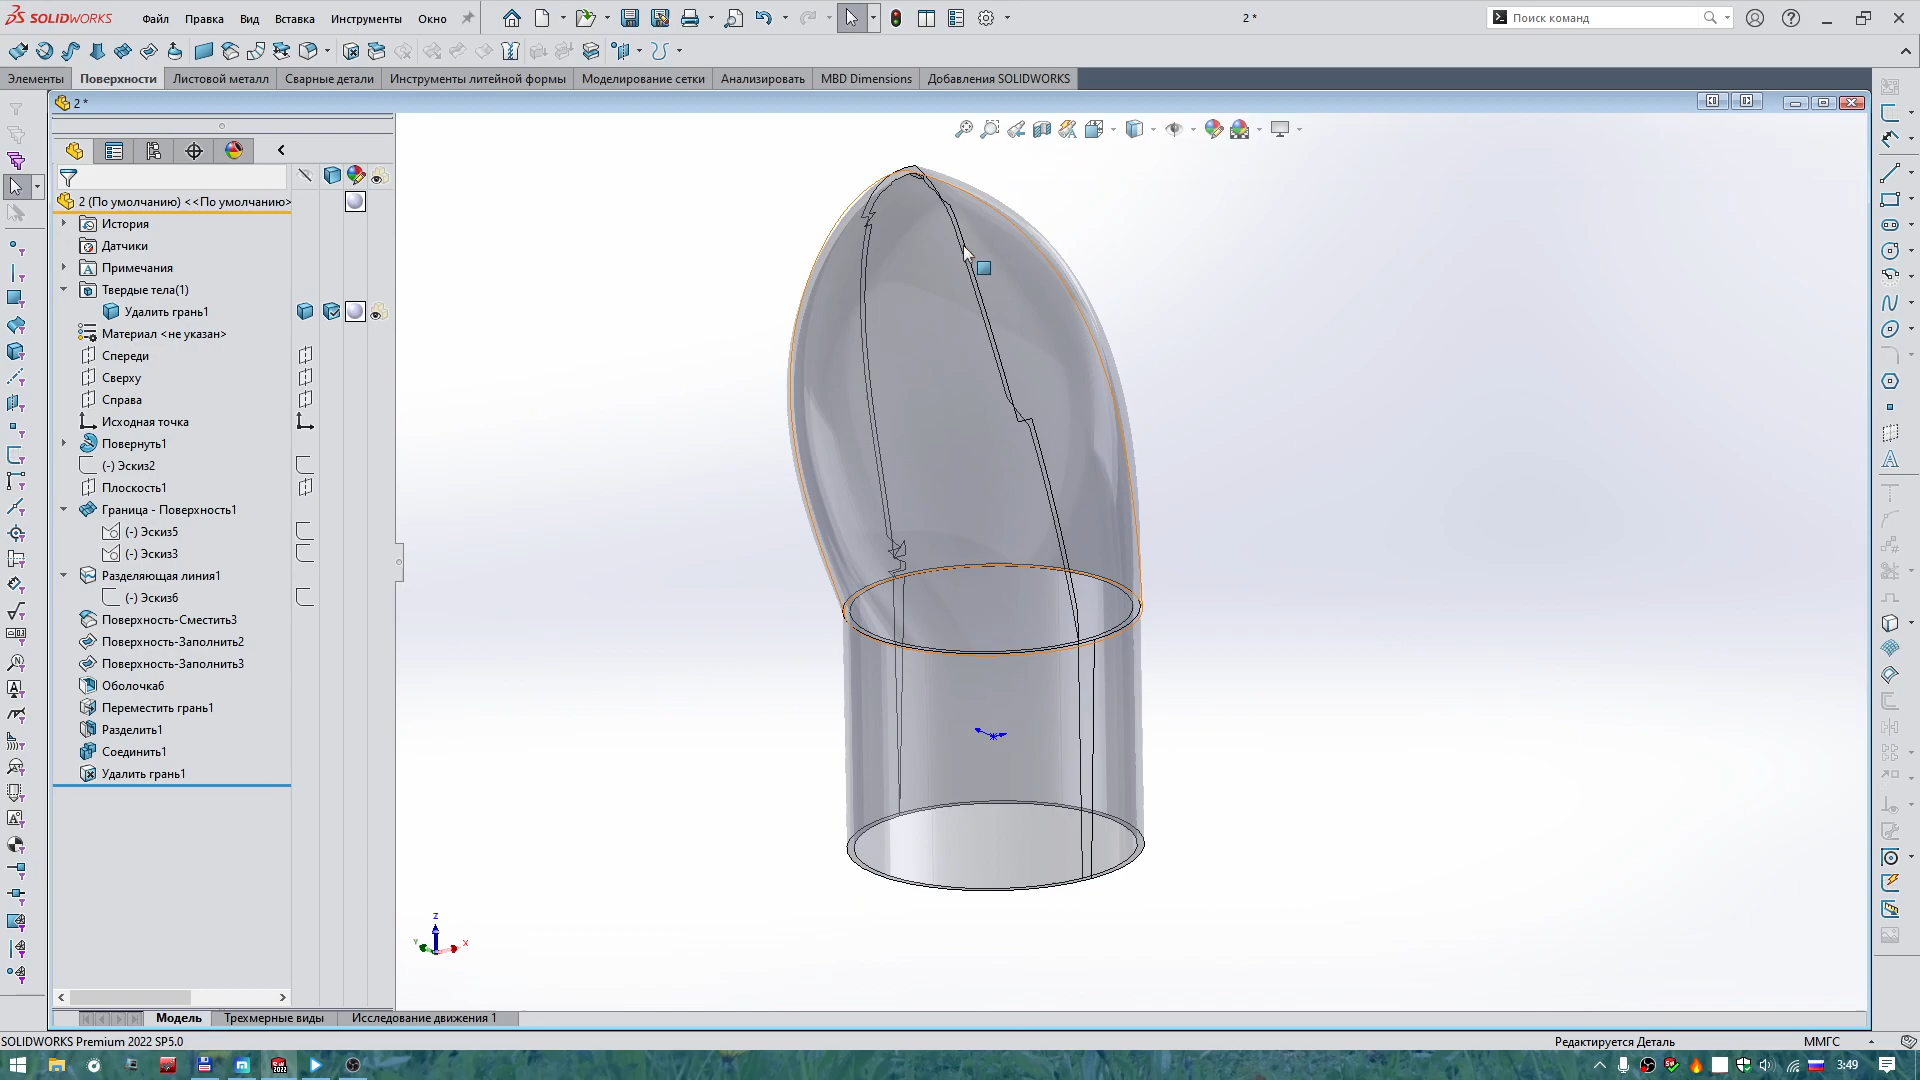 SOLIDWORKS
Файл
Правка
Вид
Вставка
Инструменты
Окно
2 *
Поиск команд
Элементы
Поверхности
Листовой металл
Сварные детали
Инструменты литейной формы
Моделирование сетки
Анализировать
MBD Dimensions
Добавления SOLIDWORKS
2 *
2 (По умолчанию) <<По умолчанию>
История
Датчики
Примечания
Твердые тела(1)
Удалить грань1
Материал <не указан>
Спереди
Сверху
Справа
Исходная точка
Повернуть1
(-) Эскиз2
Плоскость1
Граница - Поверхность1
(-) Эскиз5
(-) Эскиз3
Разделяющая линия1
(-) Эскиз6
Поверхность-Сместить3
Поверхность-Заполнить2
Поверхность-Заполнить3
Оболочка6
Переместить грань1
Разделить1
Соединить1
Удалить грань1
Z
Y
X
Модель
Трехмерные виды
Исследование движения 1
SOLIDWORKS Premium 2022 SP5.0
Редактируется Деталь
ММГС
3:49